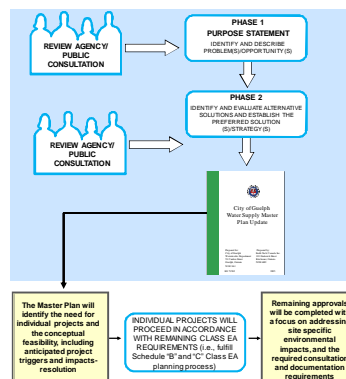 PHASE 1
PURPOSE STATEMENT
IDENTIFY AND DESCRIBE
PROBLEM(S)/OPPORTUNITY(S)
REVIEW AGENCY/
PUBLIC
CONSULTATION
PHASE 2
IDENTIFY AND EVALUATE ALTERNATIVE
SOLUTIONS AND ESTABLISH THE
PREFERRED SOLUTION
(S)/STRATEGY(S)
REVIEW AGENCY/
PUBLIC
CONSULTATION
City of Guelph
Water Supply Master
Plan Update
The Master Plan will
identify the need for
individual projects and
the conceptual
feasibility, including
anticipated project
triggers and impacts-
resolution
INDIVIDUAL PROJECTS WILL
PROCEED IN ACCORDANCE
WITH REMAINING CLASS EA
REQUIREMENTS (i.e., fulfill
Schedule "B" and "C" Class EA
planning process)
Remaining approvals
will be completed with
a focus on addressing
site specific
environmental
impacts, and the
required consultation
and documentation
requirements